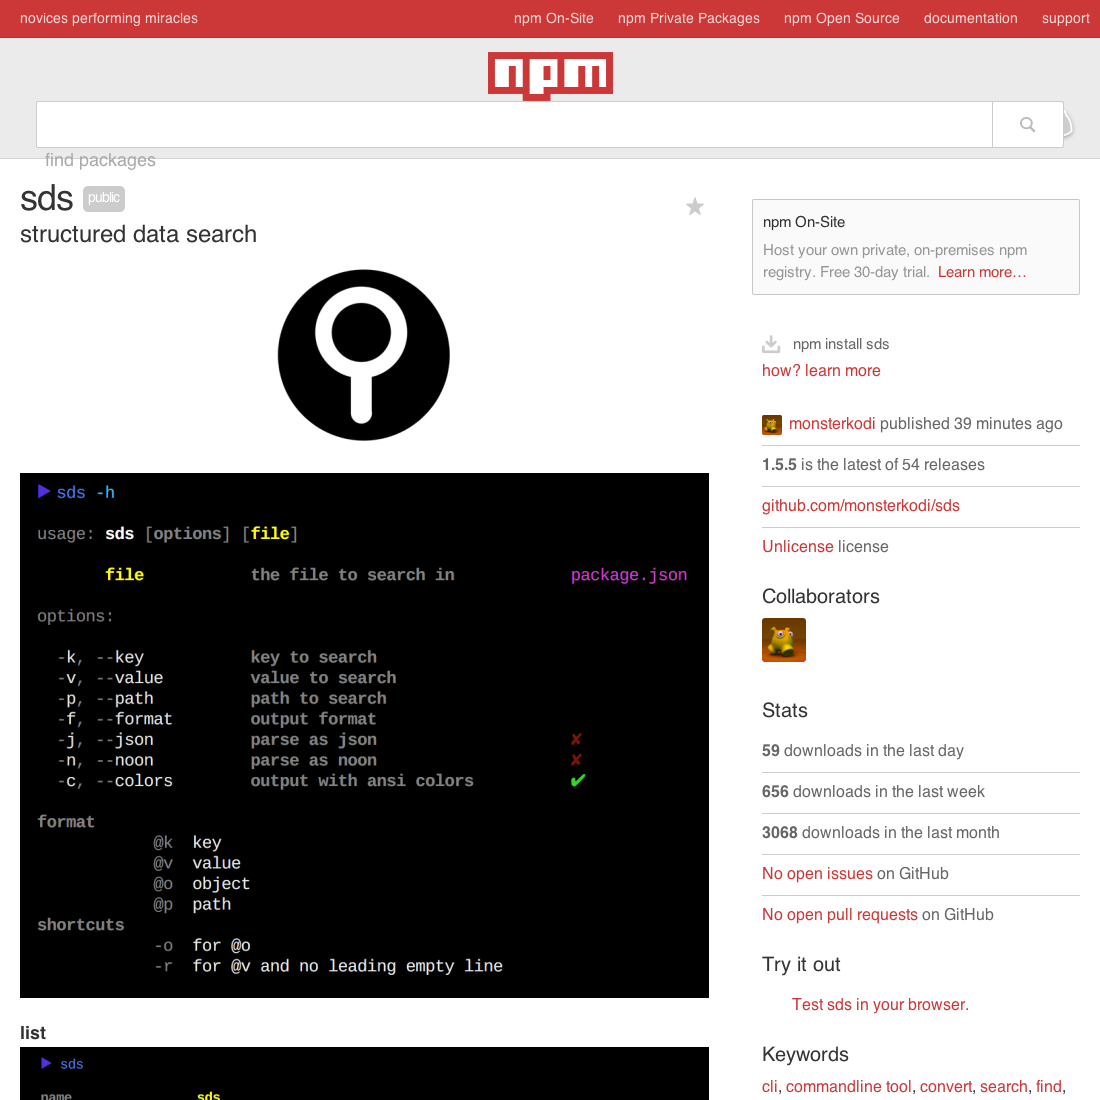 novices performing miracles
npm On-Site npm Private Packages npm Open Source documentation support
npm
find packages
sds public
structured data search
sds -h
usage: sds [options] [file]
file the file to search in package.json
options:
-k, --key key to search
-v, --value value to search
-p, --path path to search
-f, --format output format
-j, --json parse as json ✘
-n, --noon parse as noon ✘
-c, --colors output with ansi colors ✔
format
@k key
@v value
@o object
@p path
shortcuts
-o for @o
-r for @v and no leading empty line
list
sds
name sds
npm On-Site
Host your own private, on-premises npm
registry. Free 30-day trial. Learn more…
npm install sds
how? learn more
monsterkodi published 39 minutes ago
1.5.5 is the latest of 54 releases
github.com/monsterkodi/sds
Unlicense license
Collaborators
Stats
59 downloads in the last day
656 downloads in the last week
3068 downloads in the last month
No open issues on GitHub
No open pull requests on GitHub
Try it out
Test sds in your browser.
Keywords
cli, commandline tool, convert, search, find,